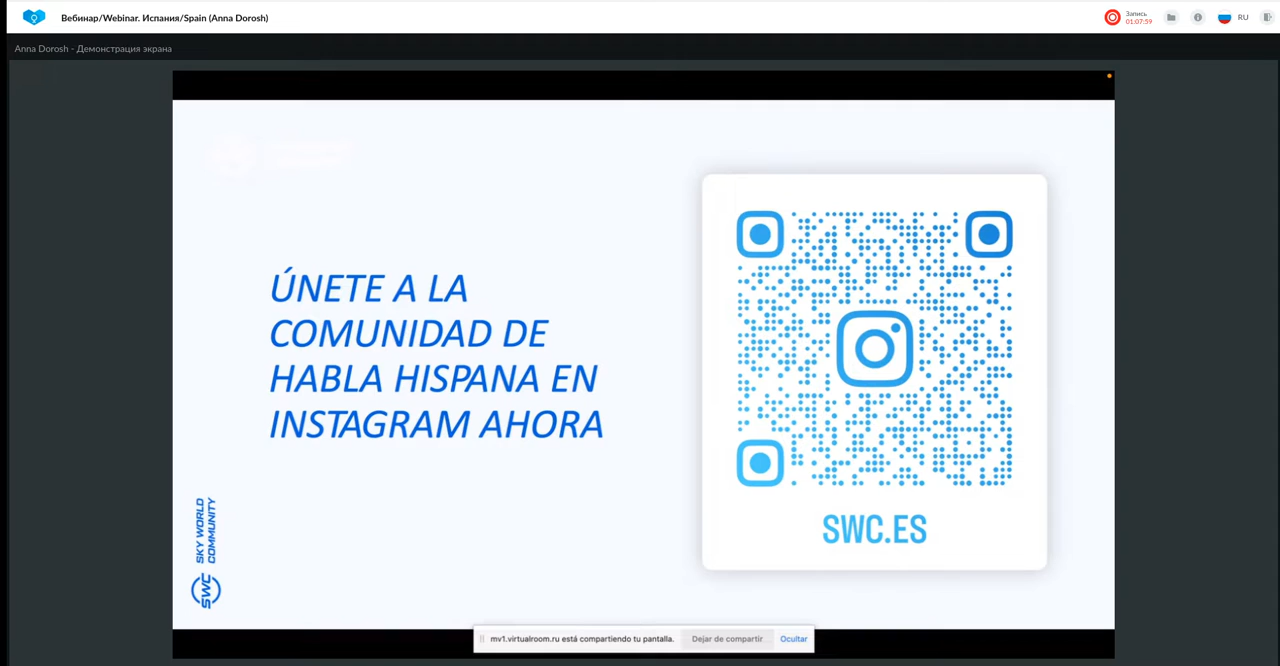 Вебинар/Webinar. Испания/Spain (Anna Dorosh)
Запись
01:07:59
RU
Anna Dorosh - Демонстрация экрана
ÚNETE A LA
COMUNIDAD DE
HABLA HISPANA EN
INSTAGRAM AHORA
SWC.ES
SWC
SKY WORLD
COMMUNITY
mv1.virtualroom.ru está compartiendo tu pantalla.
Dejar de compartir
Ocultar